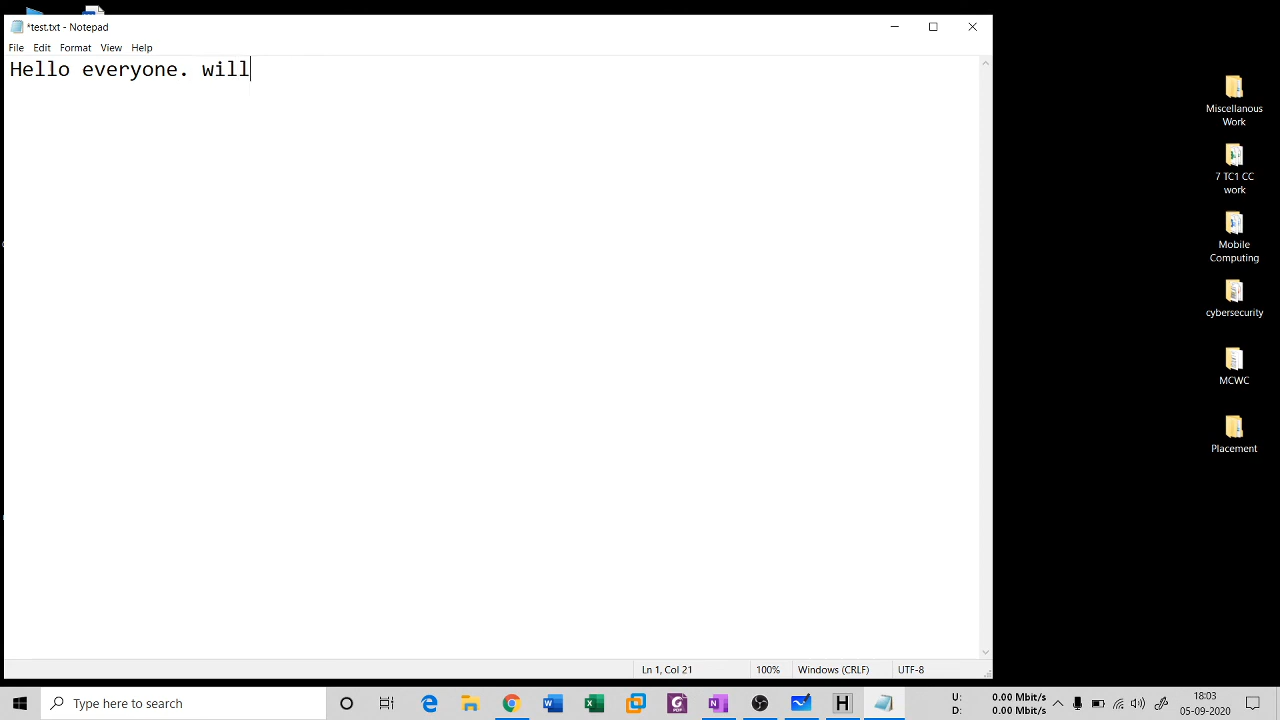 *test.txt - Notepad
File Edit Format View Help
Hello everyone. will
Miscellanous
Work
7 TC1 CC
work
Mobile
Computing
cybersecurity
MCWC
Placement
Ln 1, Col 21 100% Windows (CRLF) UTF-8
Type here to search
U: 0.00 Mbit/s
D: 0.00 Mbit/s
18:03
05-09-2020